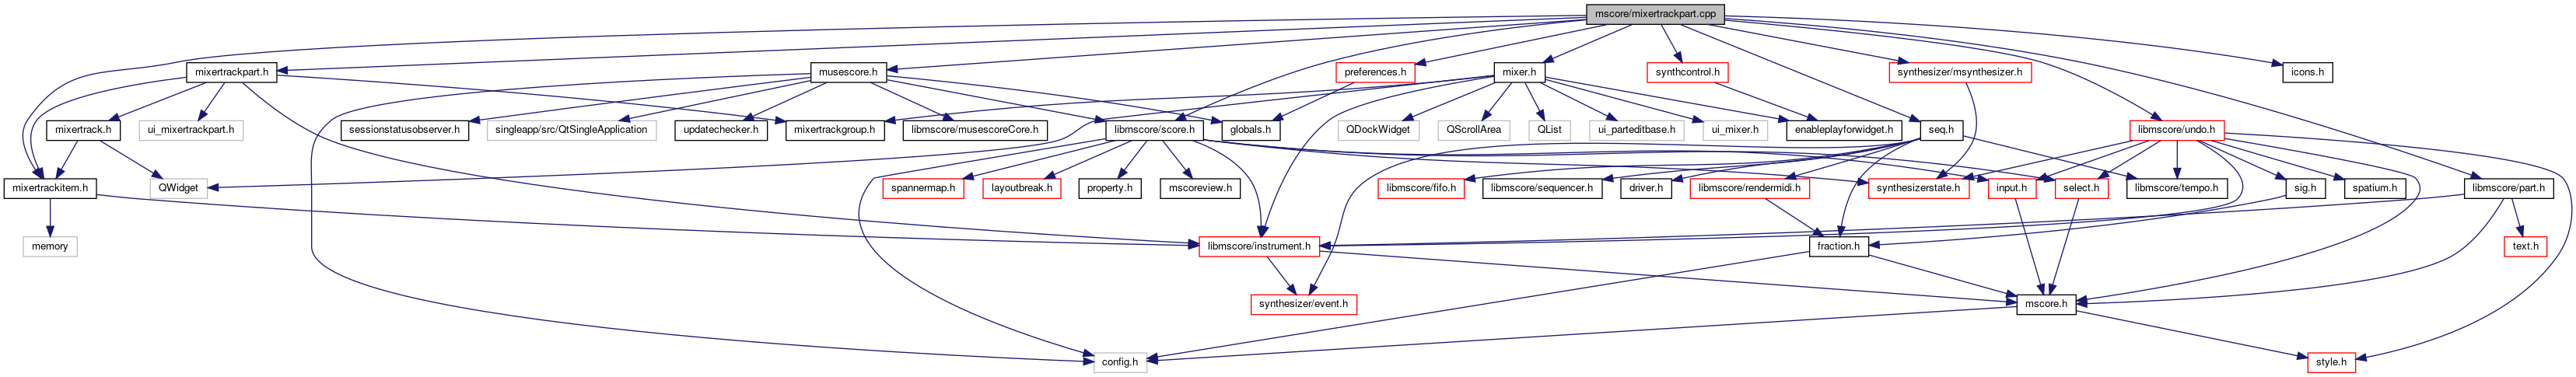 mscore/mixertrackpart.cpp
mixertrackpart.h
musescore.h
preferences.h
mixer.h
synthcontrol.h
synthesizer/msynthesizer.h
icons.h
mixertrack.h
ui_mixertrackpart.h
sessionstatusobserver.h
singleapp/src/QtSingleApplication
updatechecker.h
mixertrackgroup.h
libmscore/musescoreCore.h
libmscore/score.h
globals.h
QDockWidget
QScrollArea
QList
ui_parteditbase.h
ui_mixer.h
enableplayforwidget.h
seq.h
libmscore/undo.h
mixertrackitem.h
QWidget
spannermap.h
layoutbreak.h
property.h
mscoreview.h
libmscore/fifo.h
libmscore/sequencer.h
driver.h
libmscore/rendermidi.h
synthesizerstate.h
input.h
select.h
libmscore/tempo.h
sig.h
spatium.h
libmscore/part.h
memory
libmscore/instrument.h
fraction.h
text.h
synthesizer/event.h
mscore.h
config.h
style.h